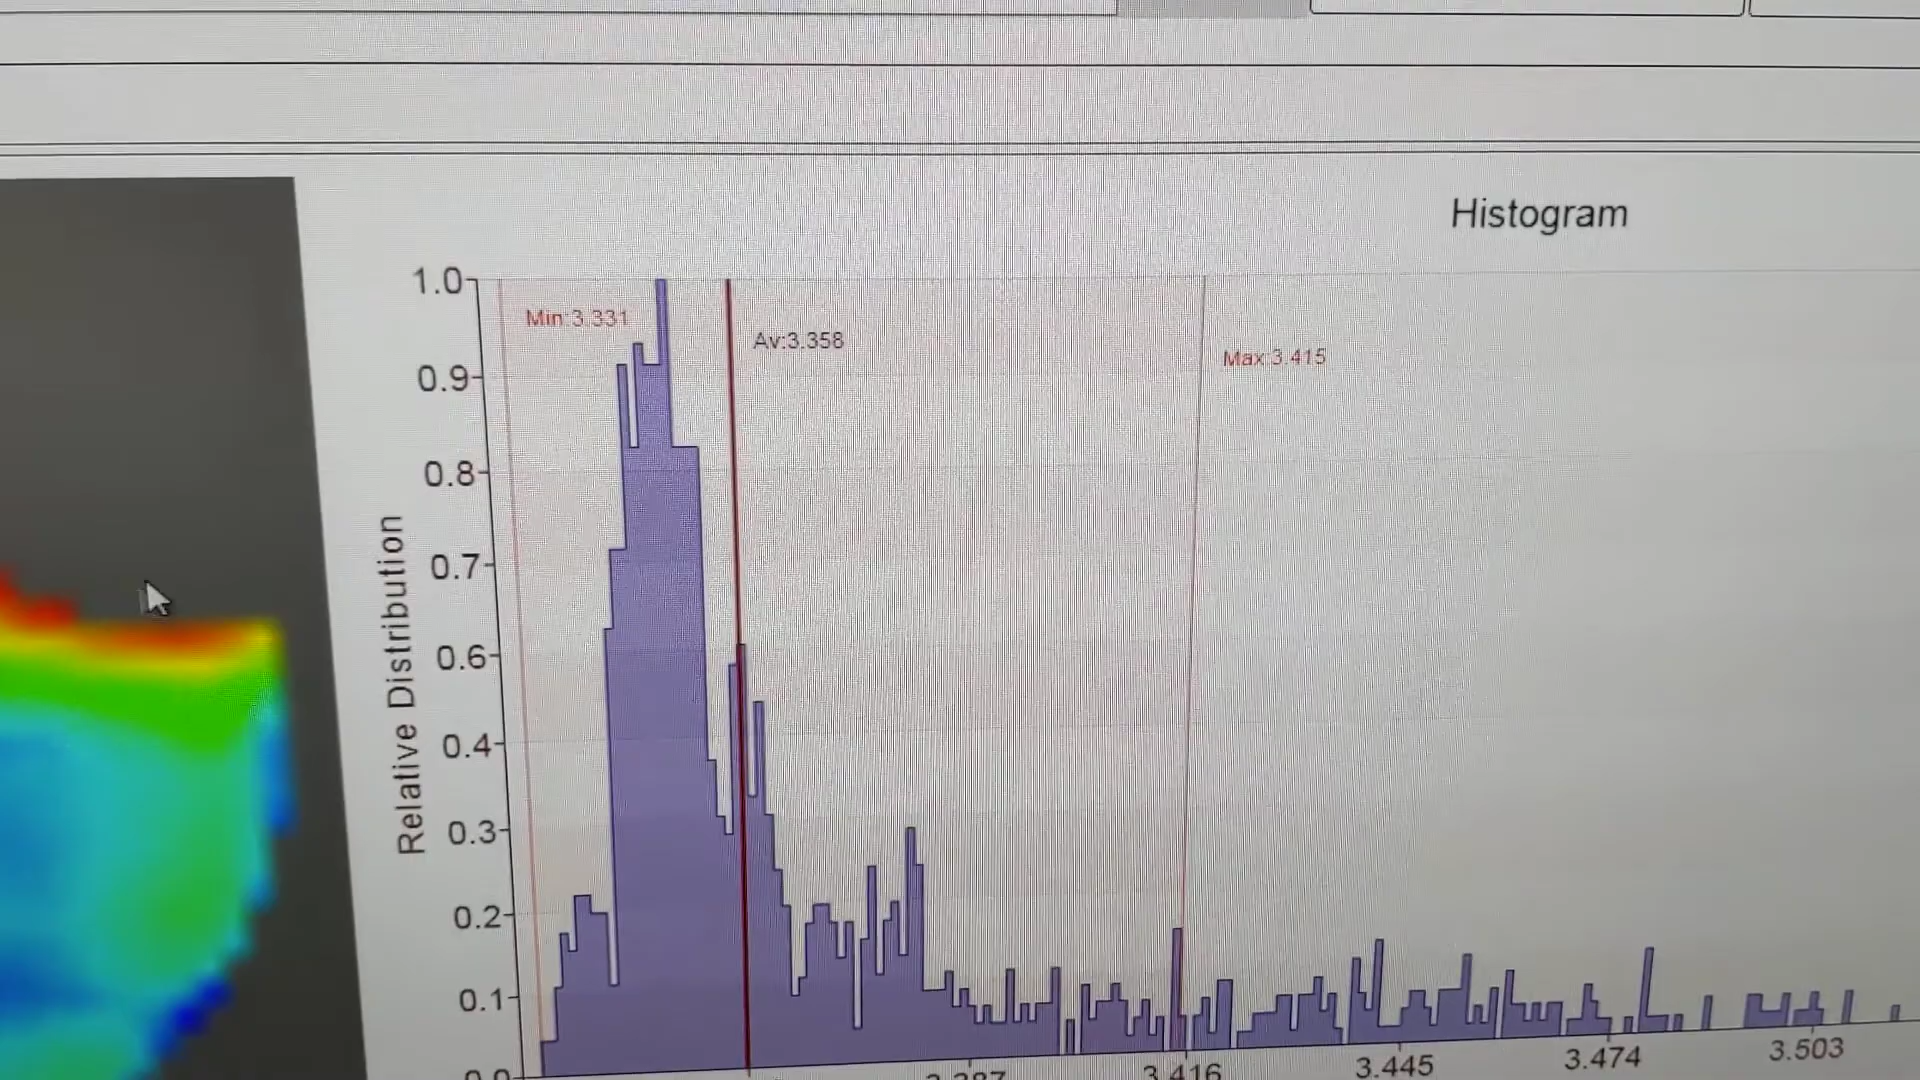 Histogram
1.0
Min:3.331
Av:3.358
Max:3.415
0.9
0.8
0.7
0.6
0.4
0.3
0.2
0.1
Relative Distribution
3.416
3.445
3.474
3.503